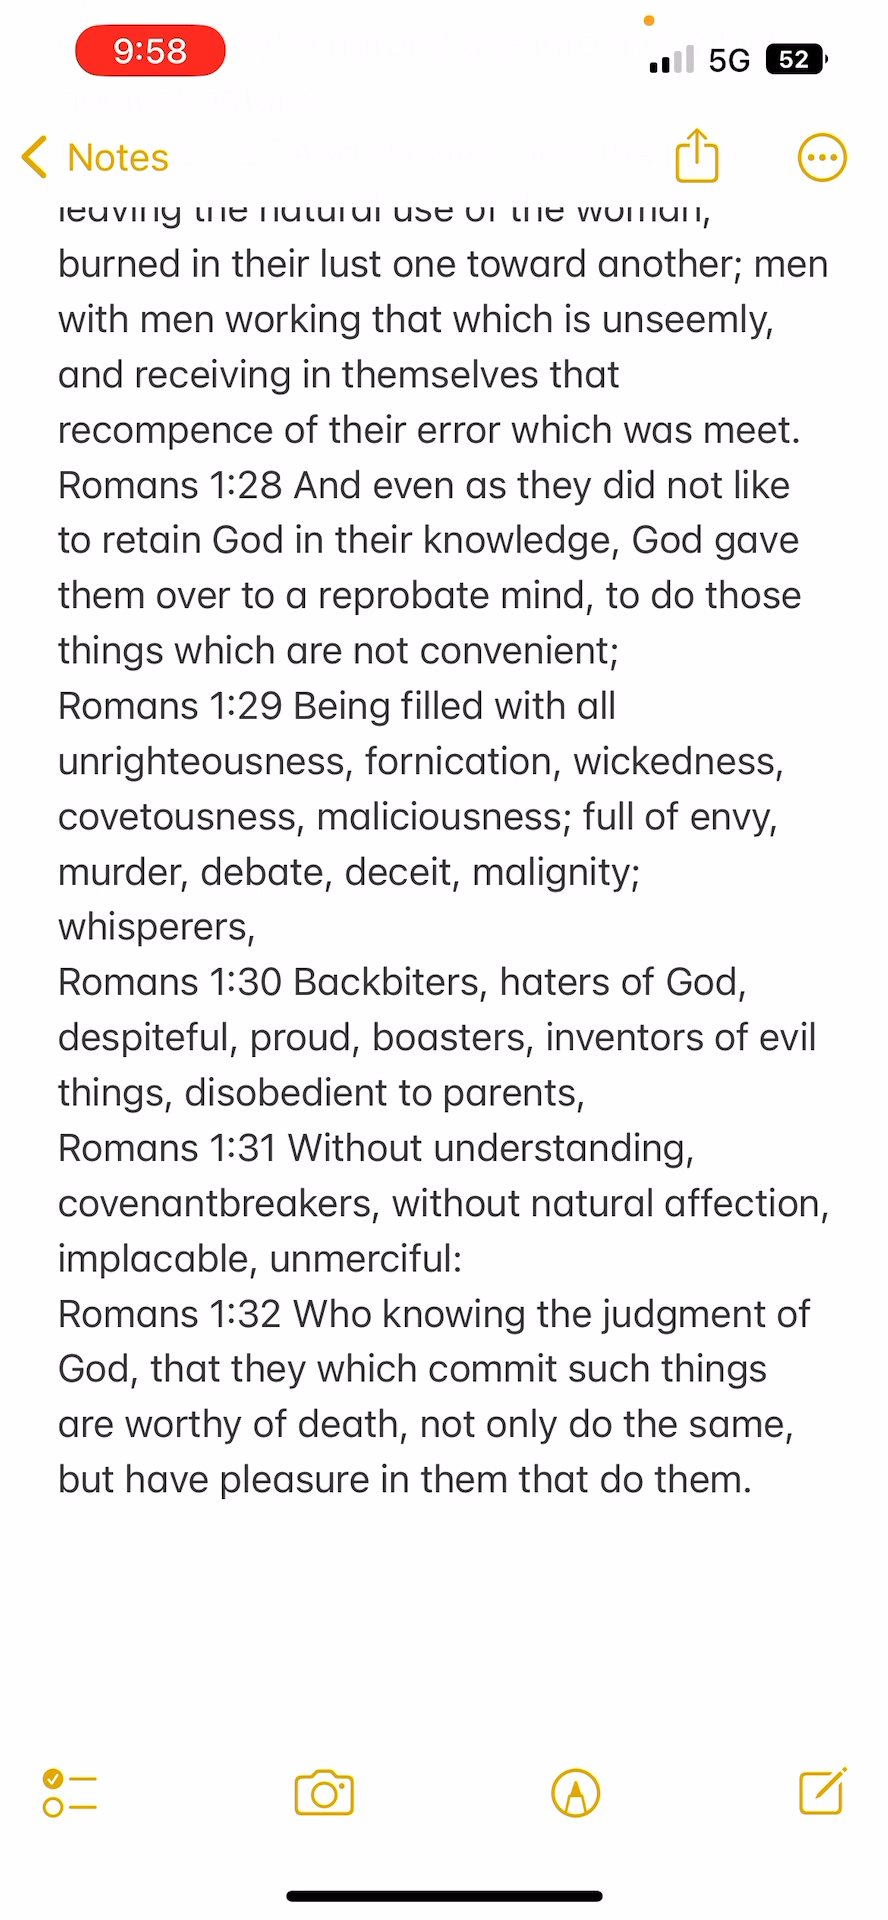 9:58
5G 52
Notes
leaving the natural use of the woman,
burned in their lust one toward another; men
with men working that which is unseemly,
and receiving in themselves that
recompence of their error which was meet.
Romans 1:28 And even as they did not like
to retain God in their knowledge, God gave
them over to a reprobate mind, to do those
things which are not convenient;
Romans 1:29 Being filled with all
unrighteousness, fornication, wickedness,
covetousness, maliciousness; full of envy,
murder, debate, deceit, malignity;
whisperers,
Romans 1:30 Backbiters, haters of God,
despiteful, proud, boasters, inventors of evil
things, disobedient to parents,
Romans 1:31 Without understanding,
covenantbreakers, without natural affection,
implacable, unmerciful:
Romans 1:32 Who knowing the judgment of
God, that they which commit such things
are worthy of death, not only do the same,
but have pleasure in them that do them.